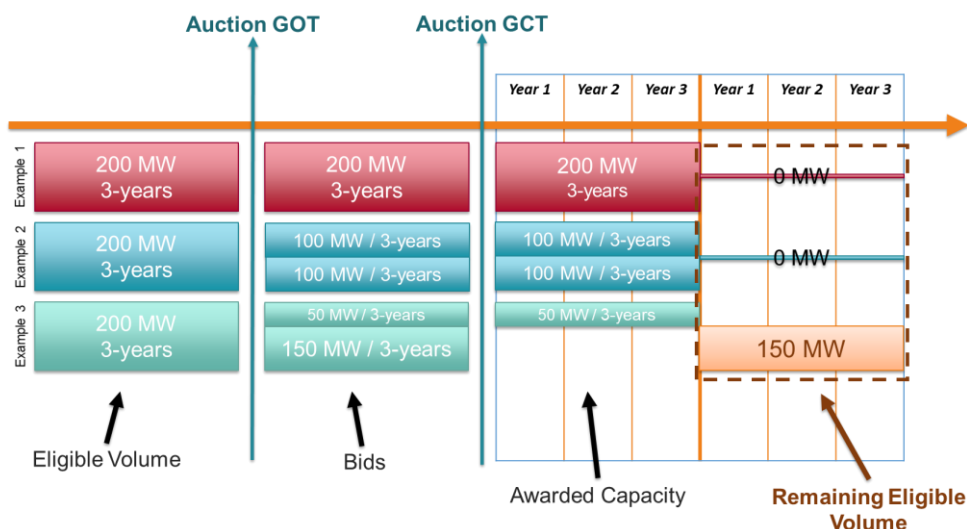 Auction GOT
Auction GCT
Year 1
Year 2
Year 3
Year 1
Year 2
Year 3
Example 1
200 MW
3-years
200 MW
3-years
200 MW
3-years
0 MW
Example 2
200 MW
3-years
100 MW / 3-years
100 MW / 3-years
100 MW / 3-years
100 MW / 3-years
0 MW
Example 3
200 MW
3-years
50 MW / 3-years
150 MW / 3-years
50 MW / 3-years
150 MW
Eligible Volume
Bids
Awarded Capacity
Remaining Eligible
Volume